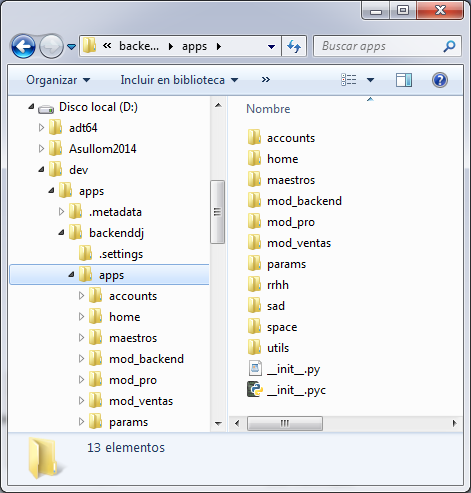 « backe... ▸ apps ▸
Buscar apps
Organizar Incluir en biblioteca »
Disco local (D:)
adt64
Asullom2014
dev
apps
.metadata
backenddj
.settings
apps
accounts
home
maestros
mod_backend
mod_pro
mod_ventas
params
Nombre
accounts
home
maestros
mod_backend
mod_pro
mod_ventas
params
rrhh
sad
space
utils
__init__.py
__init__.pyc
13 elementos